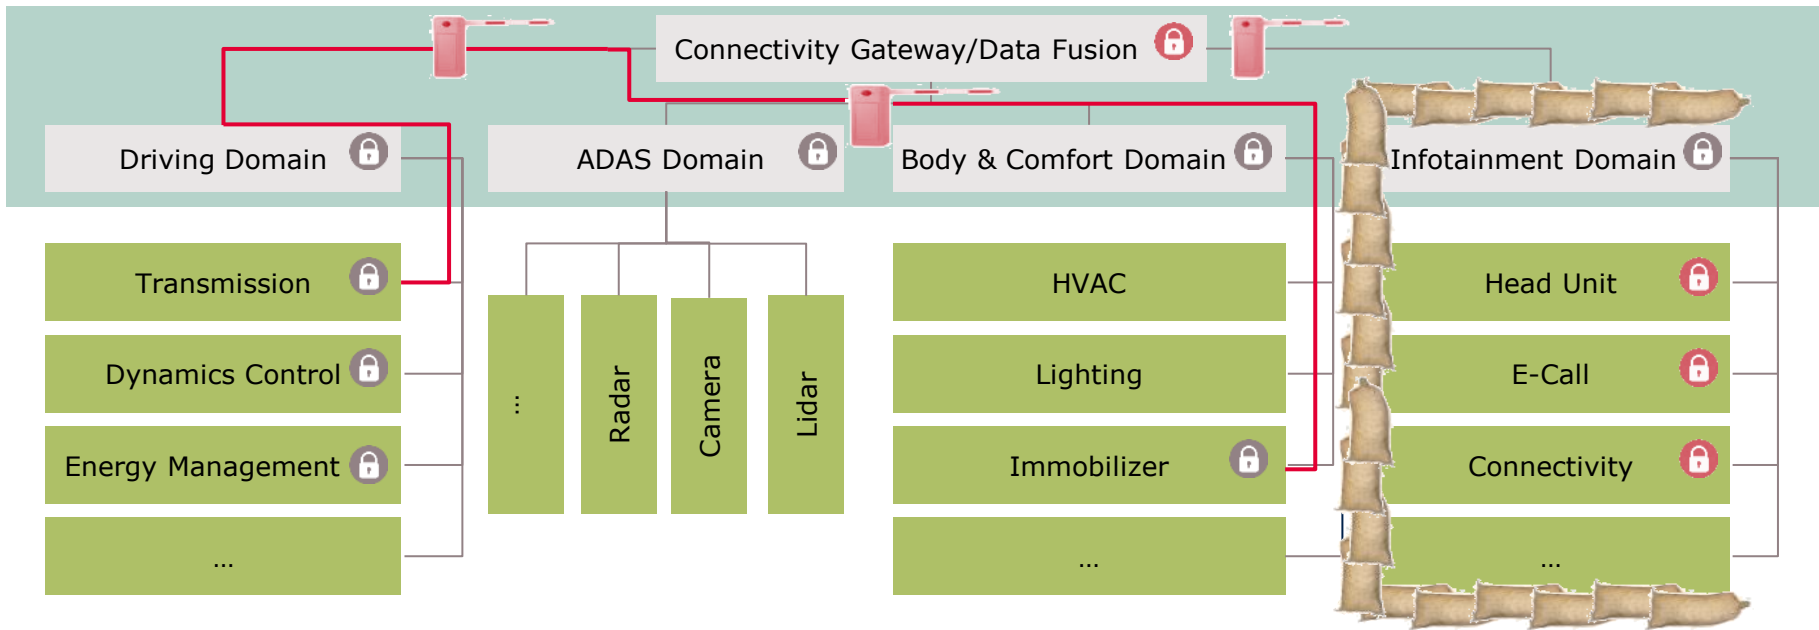 Connectivity Gateway/Data Fusion
Driving Domain
ADAS Domain
Body & Comfort Domain
Infotainment Domain
Transmission
Dynamics Control
Energy Management
...
...
Radar
Camera
Lidar
HVAC
Lighting
Immobilizer
...
Head Unit
E-Call
Connectivity
...